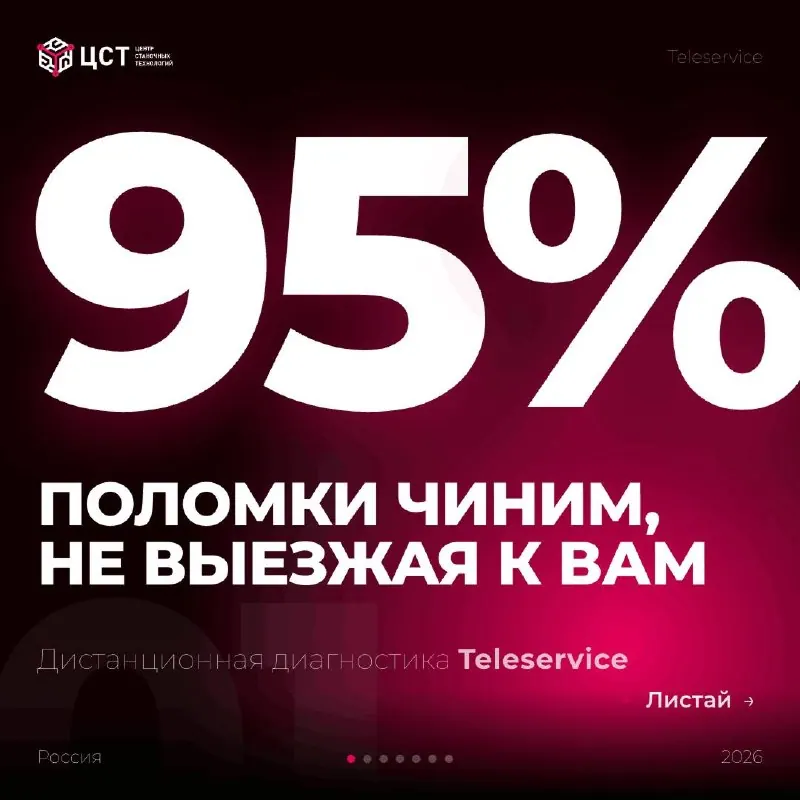 ЦСТ
ЦЕНТР
СТАНОЧНЫХ
ТЕХНОЛОГИЙ
Teleservice
95%
ПОЛОМКИ ЧИНИМ,
НЕ ВЫЕЗЖАЯ К ВАМ
Дистанционная диагностика Teleservice
Листай →
Россия
2026